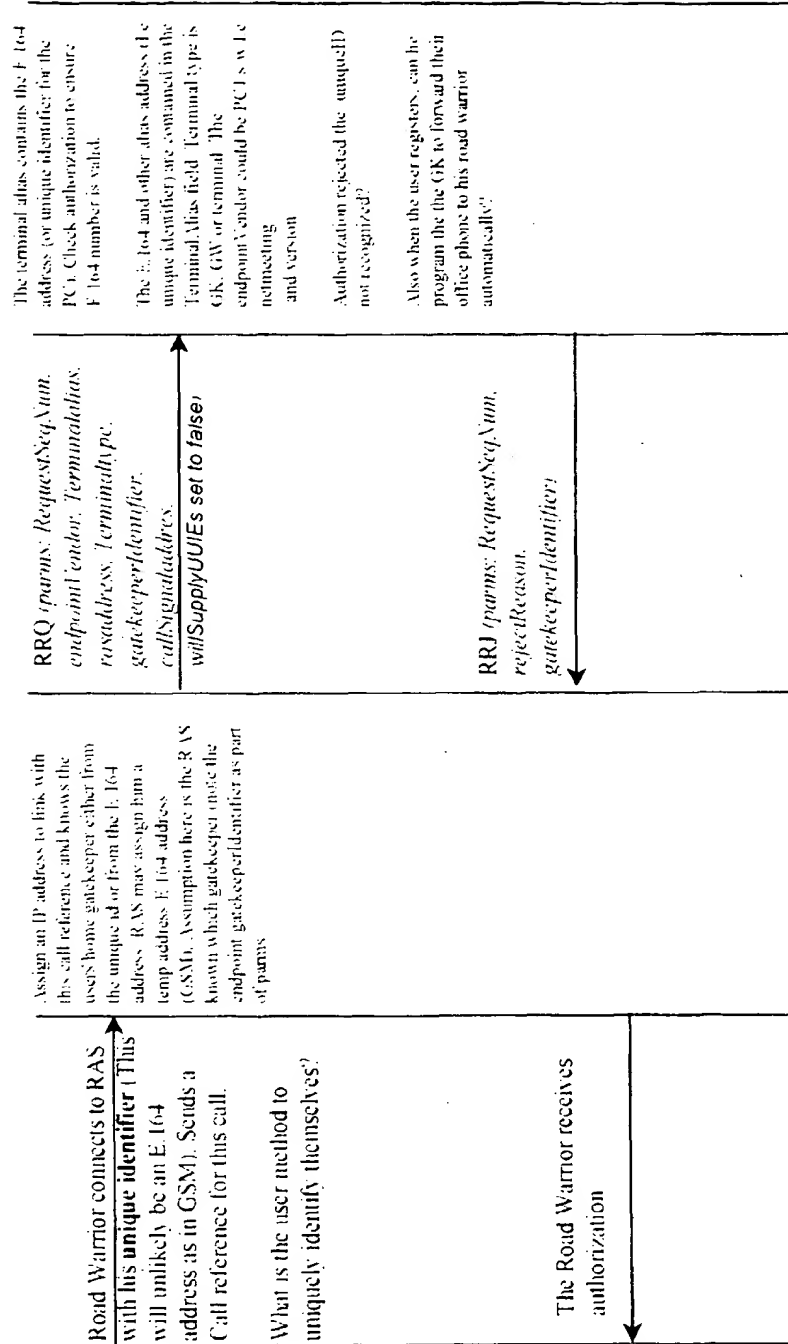 Road Warrior connects to RAS
with his unique identifier (This
will unlikely be an E.164
address as in GSM). Sends a
Call reference for this call.
What is the user method to
uniquely identify themselves?
The Road Warrior receives
authorization
Assign an IP address to link with
this call reference and knows the
users' home gatekeeper either from
the unique id or from the E.164
address. RAS may assign him a
temp address E.164 address
(GSM). Assumption here is the RAS
known which gatekeeper (note the
endpoint gatekeeperIdentifier as part
of parms
RRQ (parms: RequestSeqNum,
endpointVendor, Terminalalias,
rasaddress, Terminaltype,
gatekeeperIdentifier,
callSignaladdres,
willSupplyUUIEs set to false)
RRJ (parms: RequestSeqNum,
rejectReason,
gatekeeperIdentifier)
The terminal alias contains the E.164
address (or unique identifier for the
PC). Check authorization to ensure
E.164 number is valid.
The E.164 and other alias address (i.e
unique identifier) are contained in the
TerminalAlias field. Terminal type is
GK, GW or terminal. The
endpointVendor could be PCI.s w i.e
netmeeting
and version
Authorization rejected the uniqueID
not recognized?
Also when the user registers, can he
program the the GK to forward their
office phone to his road warrior
automatically?